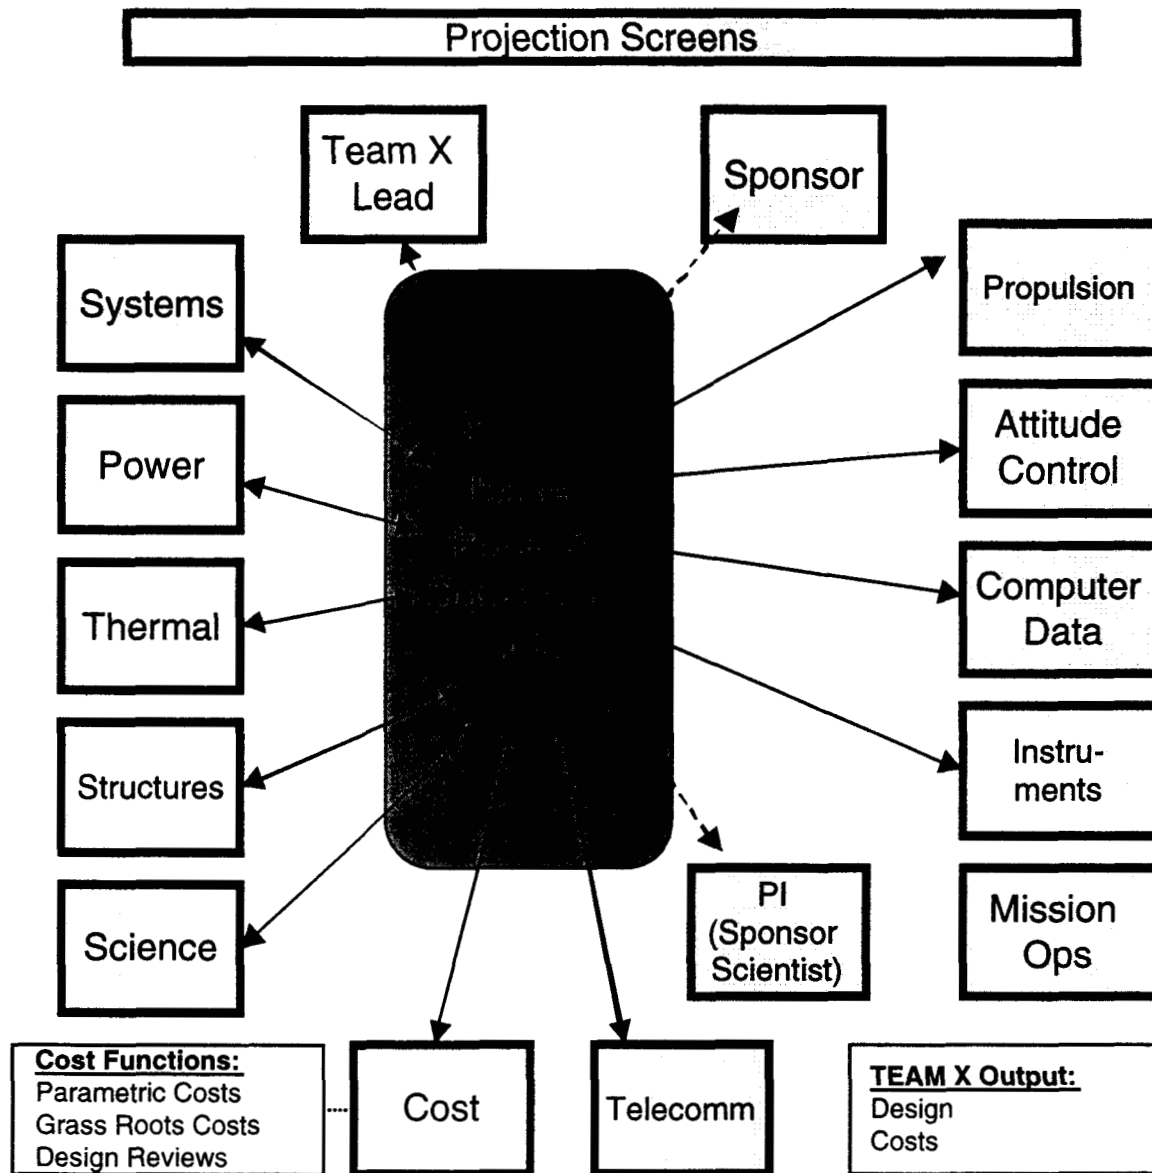 Projection Screens
Team X
Lead
Sponsor
Systems
Propulsion
Power
Attitude
Control
Thermal
Computer
Data
Structures
Instru-
ments
Science
PI
(Sponsor
Scientist)
Mission
Ops
Cost Functions:
Parametric Costs
Grass Roots Costs
Design Reviews
Cost
Telecomm
TEAM X Output:
Design
Costs